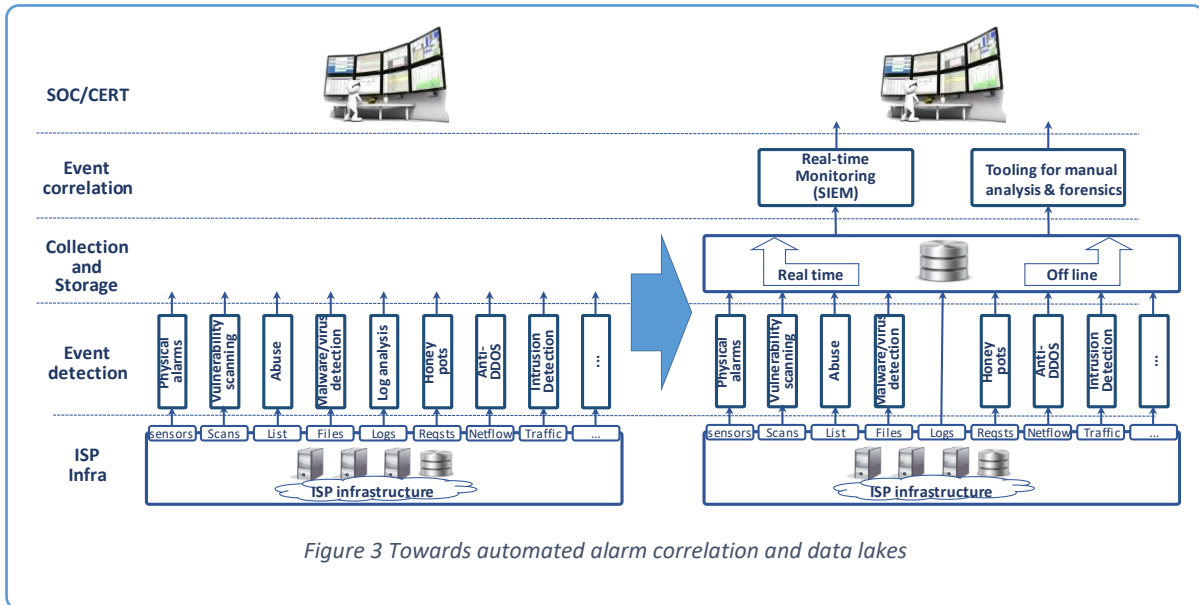 SOC/CERT
Event
correlation
Collection
and
Storage
Event
detection
ISP
Infra
Physical
alarms
Vulnerability
scanning
Abuse
Malware/virus
detection
Log analysis
Honey
pots
Anti-
DDOS
Intrusion
Detection
...
sensors
Scans
List
Files
Logs
Reqsts
Netflow
Traffic
...
ISP infrastructure
Real-time
Monitoring
(SIEM)
Tooling for manual
analysis & forensics
Real time
Off line
Physical
alarms
Vulnerability
scanning
Abuse
Malware/virus
detection
Honey
pots
Anti-
DDOS
Intrusion
Detection
...
sensors
Scans
List
Files
Logs
Reqsts
Netflow
Traffic
...
ISP infrastructure
Figure 3 Towards automated alarm correlation and data lakes